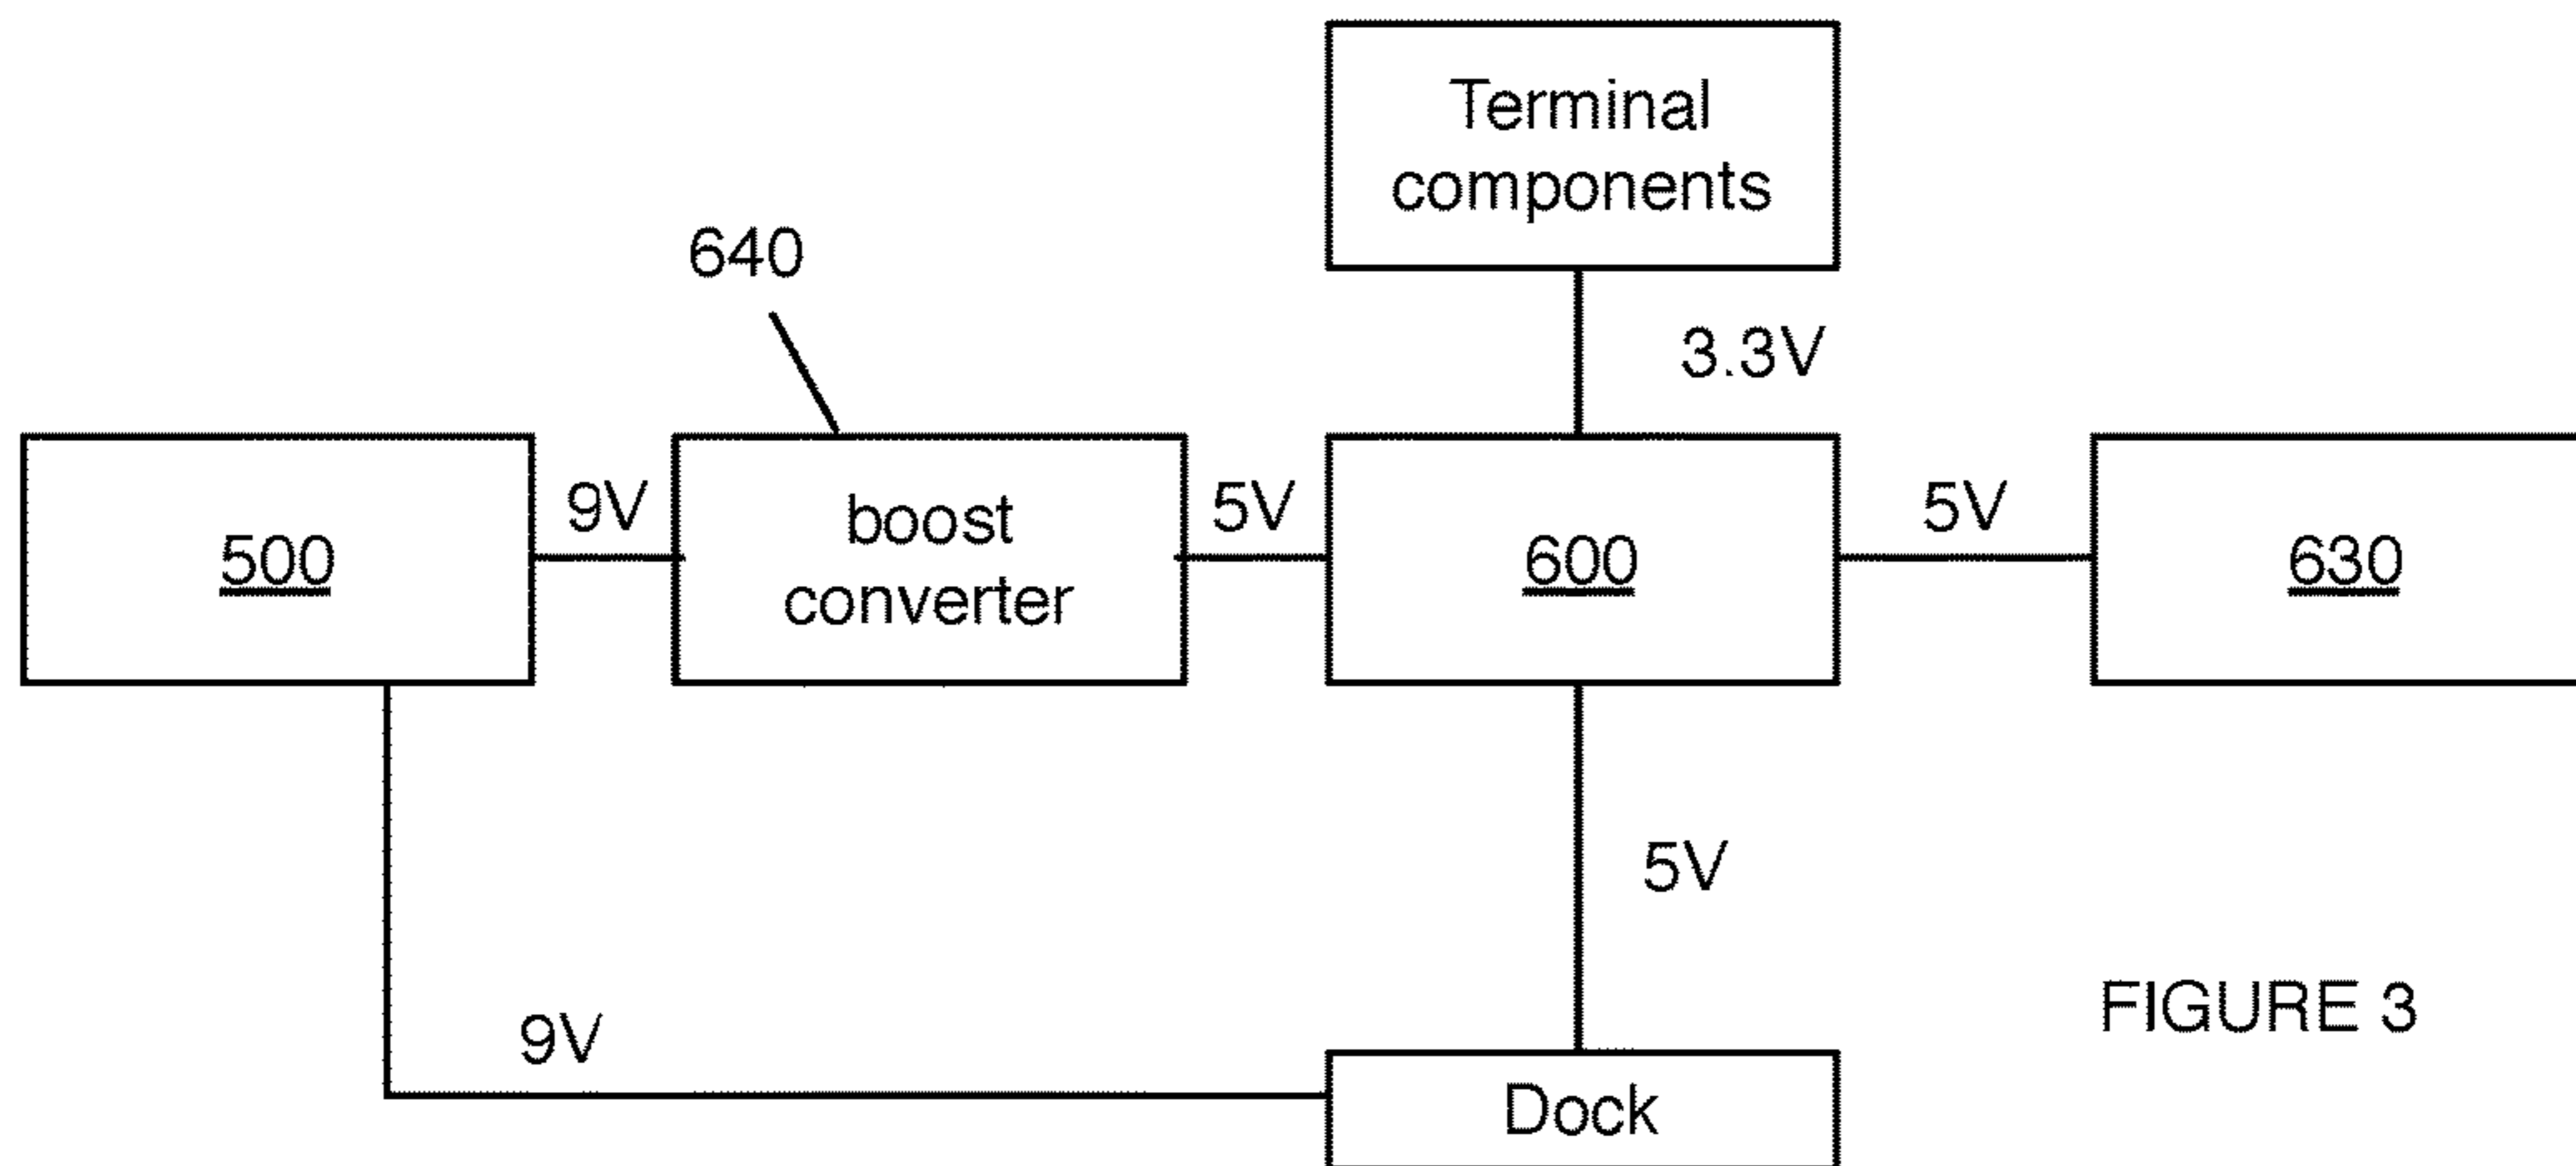 Terminal
components
640
3.3V
500
9V
boost
converter
5V
600
5V
630
5V
9V
FIGURE 3
Dock